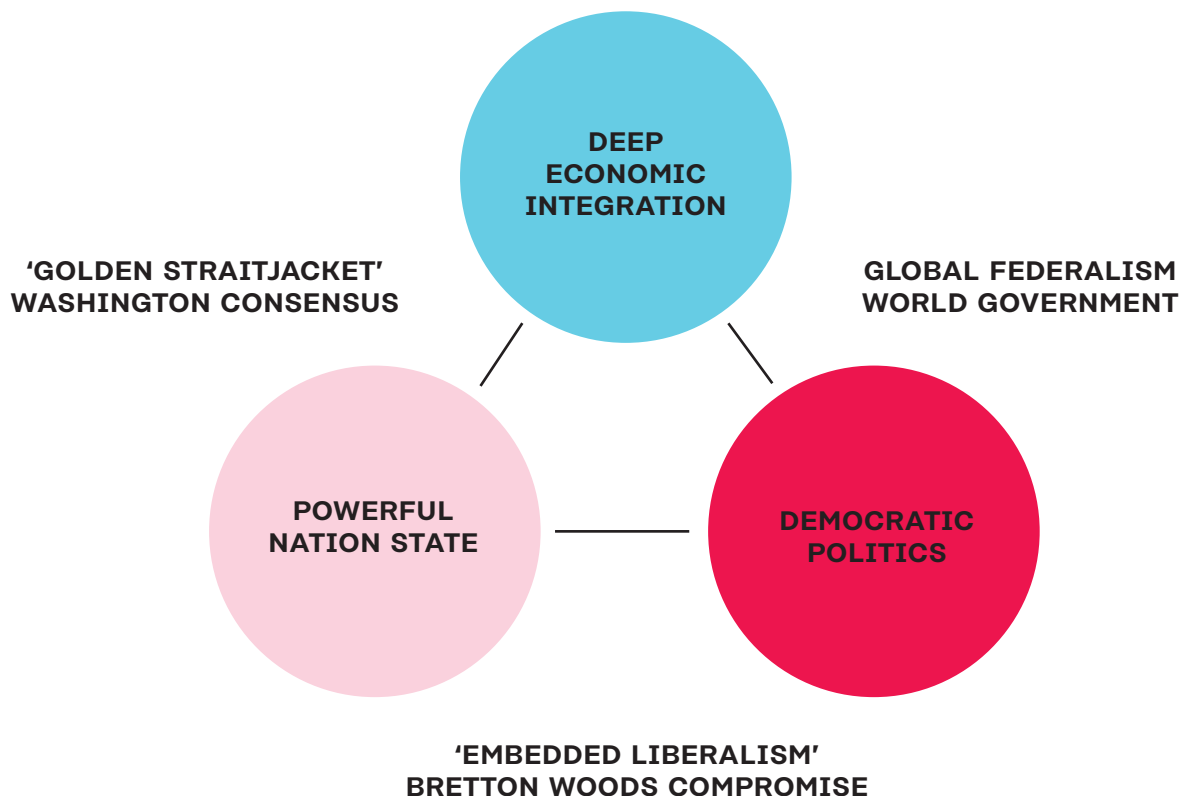 DEEP
ECONOMIC
INTEGRATION
‘GOLDEN STRAITJACKET’
WASHINGTON CONSENSUS
GLOBAL FEDERALISM
WORLD GOVERNMENT
POWERFUL
NATION STATE
DEMOCRATIC
POLITICS
‘EMBEDDED LIBERALISM’
BRETTON WOODS COMPROMISE